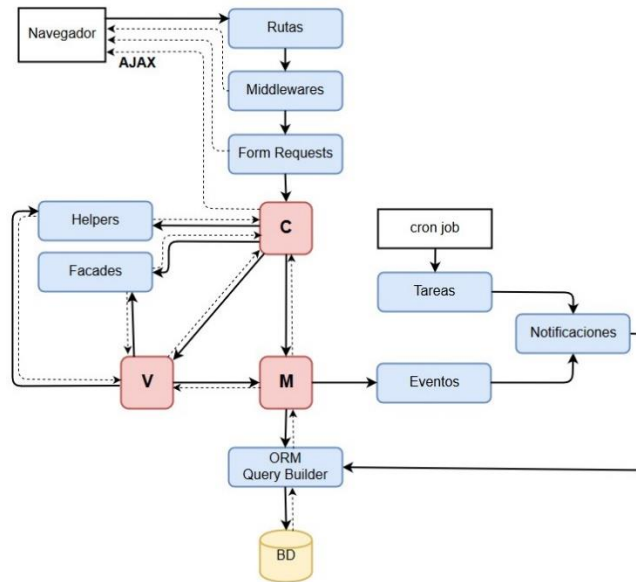 Navegador
Rutas
AJAX
Middlewares
Form Requests
Helpers
C
cron job
Facades
Tareas
Notificaciones
V
M
Eventos
ORM
Query Builder
BD